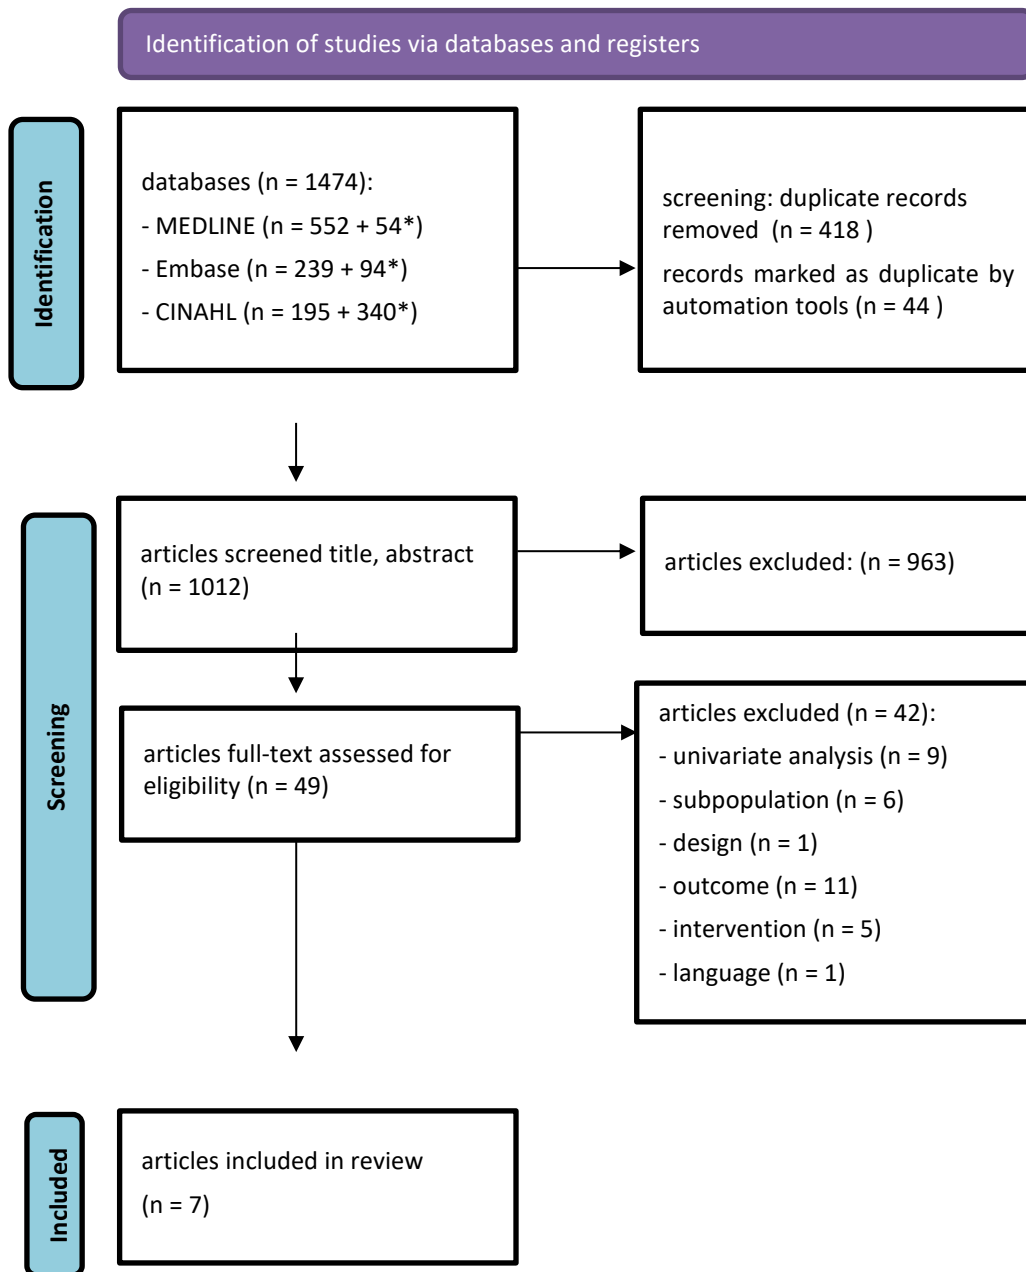 Identification of studies via databases and registers
Identification
databases (n = 1474):
- MEDLINE (n = 552 + 54*)
- Embase (n = 239 + 94*)
- CINAHL (n = 195 + 340*)
screening: duplicate records
removed  (n = 418 )
records marked as duplicate by
automation tools (n = 44 )
Screening
articles screened title, abstract
(n = 1012)
articles excluded: (n = 963)
articles full-text assessed for
eligibility (n = 49)
articles excluded (n = 42):
- univariate analysis (n = 9)
- subpopulation (n = 6)
- design (n = 1)
- outcome (n = 11)
- intervention (n = 5)
- language (n = 1)
Included
articles included in review
(n = 7)